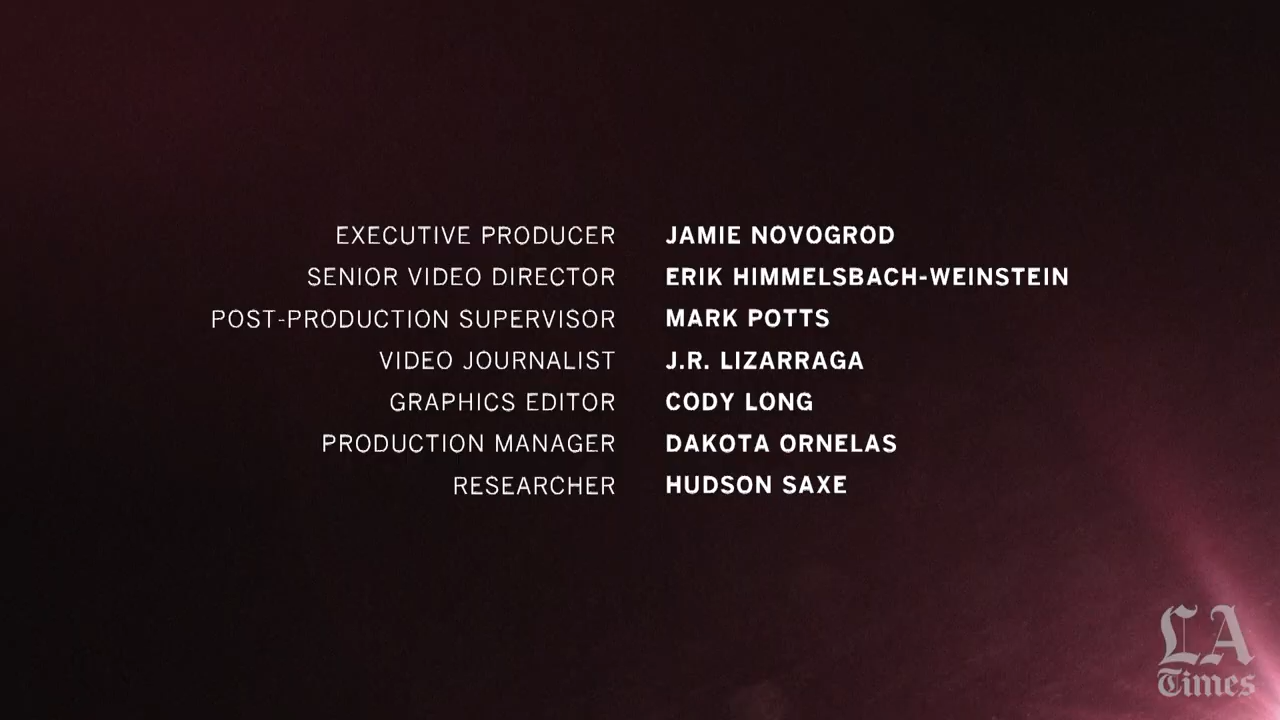 EXECUTIVE PRODUCER JAMIE NOVOGROD
SENIOR VIDEO DIRECTOR ERIK HIMMELSBACH-WEINSTEIN
POST-PRODUCTION SUPERVISOR MARK POTTS
VIDEO JOURNALIST J.R. LIZARRAGA
GRAPHICS EDITOR CODY LONG
PRODUCTION MANAGER DAKOTA ORNELAS
RESEARCHER HUDSON SAXE
LA
Times